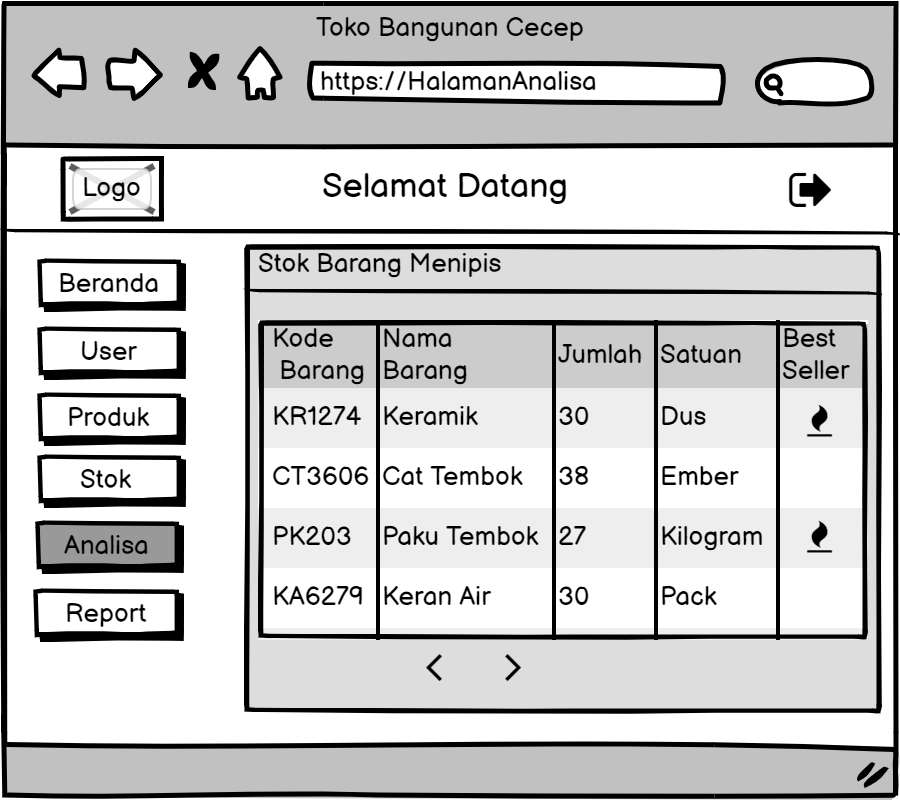 Toko Bangunan Cecep
https://HalamanAnalisa
Logo
Selamat Datang
Beranda
User
Produk
Stok
Analisa
Report
Stok Barang Menipis
Kode Barang Nama Barang Jumlah Satuan Best Seller
KR1274 Keramik 30 Dus
CT3606 Cat Tembok 38 Ember
PK203 Paku Tembok 27 Kilogram
KA6279 Keran Air 30 Pack